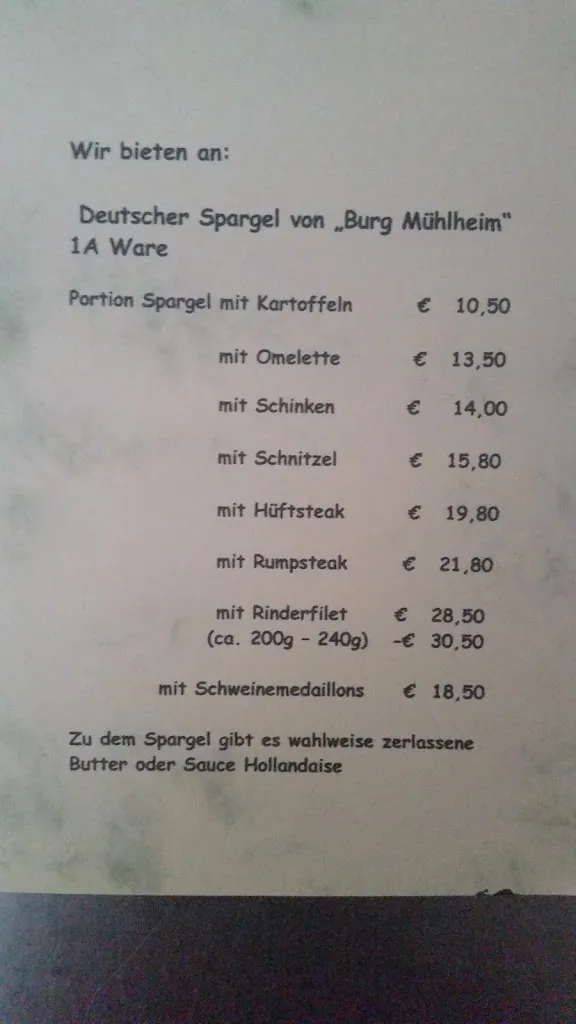 Wir bieten an:
Deutscher Spargel von „Burg Mühlheim"
1A Ware
Portion Spargel mit Kartoffeln € 10,50
mit Omelette € 13,50
mit Schinken € 14,00
mit Schnitzel € 15,80
mit Hüftsteak € 19,80
mit Rumpsteak € 21,80
mit Rinderfilet € 28,50
(ca. 200g - 240g) -€ 30,50
mit Schweinemedaillons € 18,50
Zu dem Spargel gibt es wahlweise zerlassene
Butter oder Sauce Hollandaise